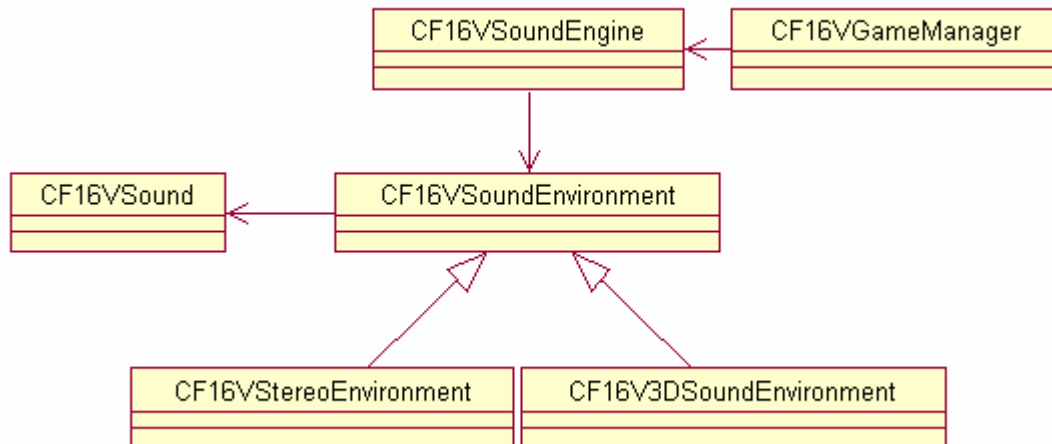 CF16VSoundEngine
CF16VGameManager
CF16VSound
CF16VSoundEnvironment
CF16VStereoEnvironment
CF16V3DSoundEnvironment